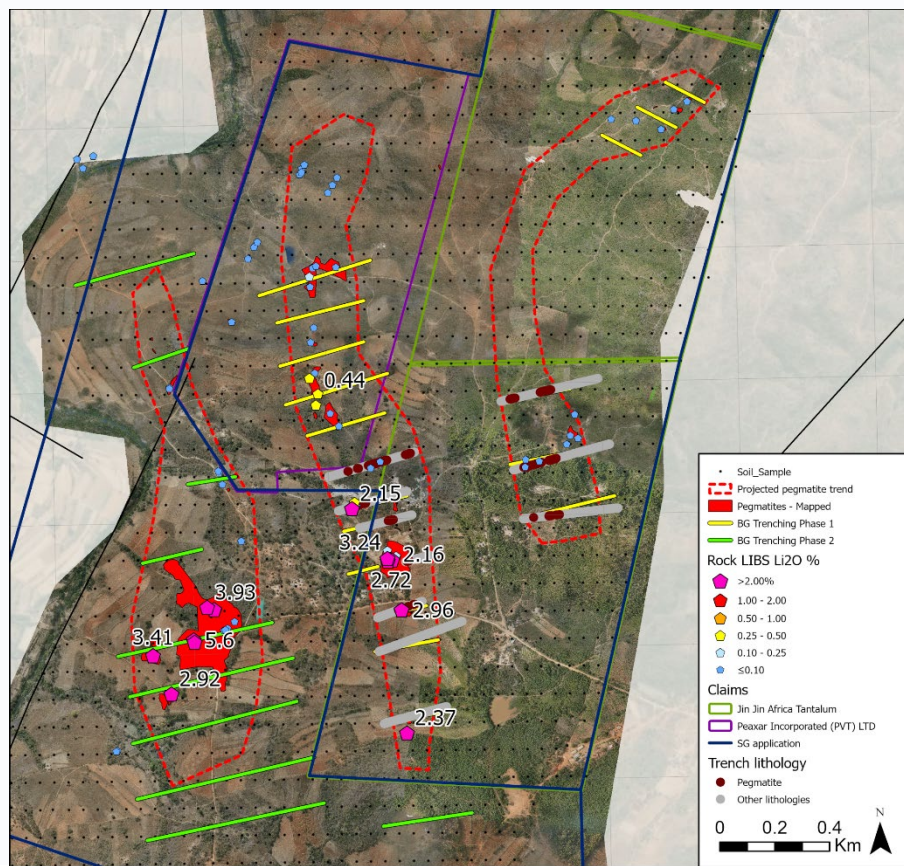 0.44
2.15
3.24
2.16
2.72
2.96
3.93
5.6
3.41
2.92
2.37
Soil_Sample
Projected pegmatite trend
Pegmatites - Mapped
BG Trenching Phase 1
BG Trenching Phase 2
Rock LIBS Li2O %
>2.00%
1.00 - 2.00
0.50 - 1.00
0.25 - 0.50
0.10 - 0.25
≤0.10
Claims
Jin Jin Africa Tantalum
Peaxar Incorporated (PVT) LTD
SG application
Trench lithology
Pegmatite
Other lithologies
N
0 0.2 0.4
Km